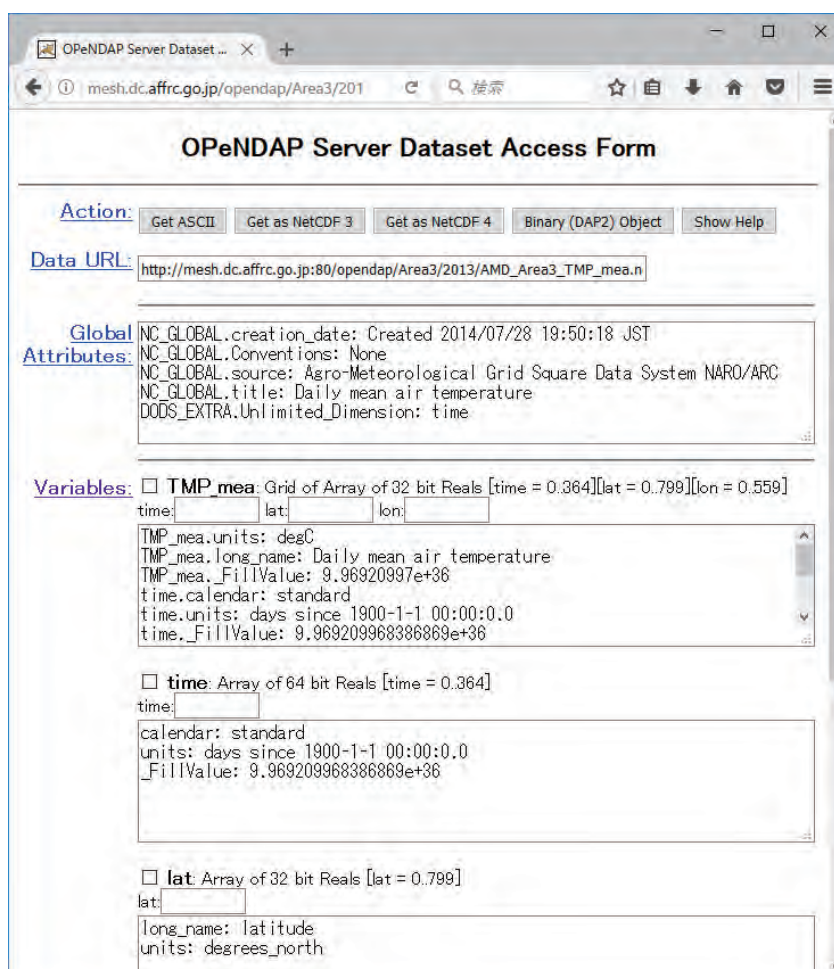 OPeNDAP Server Dataset ...
mesh.dc.affrc.go.jp/opendap/Area3/201
検索
OPeNDAP Server Dataset Access Form
Action: Get ASCII Get as NetCDF 3 Get as NetCDF 4 Binary (DAP2) Object Show Help
Data URL: http://mesh.dc.affrc.go.jp:80/opendap/Area3/2013/AMD_Area3_TMP_mea.n
Global Attributes:
NC_GLOBAL.creation_date: Created 2014/07/28 19:50:18 JST
NC_GLOBAL.Conventions: None
NC_GLOBAL.source: Agro-Meteorological Grid Square Data System NARO/ARC
NC_GLOBAL.title: Daily mean air temperature
DODS_EXTRA.Unlimited_Dimension: time
Variables: TMP_mea: Grid of Array of 32 bit Reals [time = 0..364][lat = 0..799][lon = 0..559]
time: lat: lon:
TMP_mea.units: degC
TMP_mea.long_name: Daily mean air temperature
TMP_mea._FillValue: 9.96920997e+36
time.calendar: standard
time.units: days since 1900-1-1 00:00:0.0
time._FillValue: 9.969209968386869e+36
time: Array of 64 bit Reals [time = 0..364]
time:
calendar: standard
units: days since 1900-1-1 00:00:0.0
_FillValue: 9.969209968386869e+36
lat: Array of 32 bit Reals [lat = 0..799]
lat:
long_name: latitude
units: degrees_north